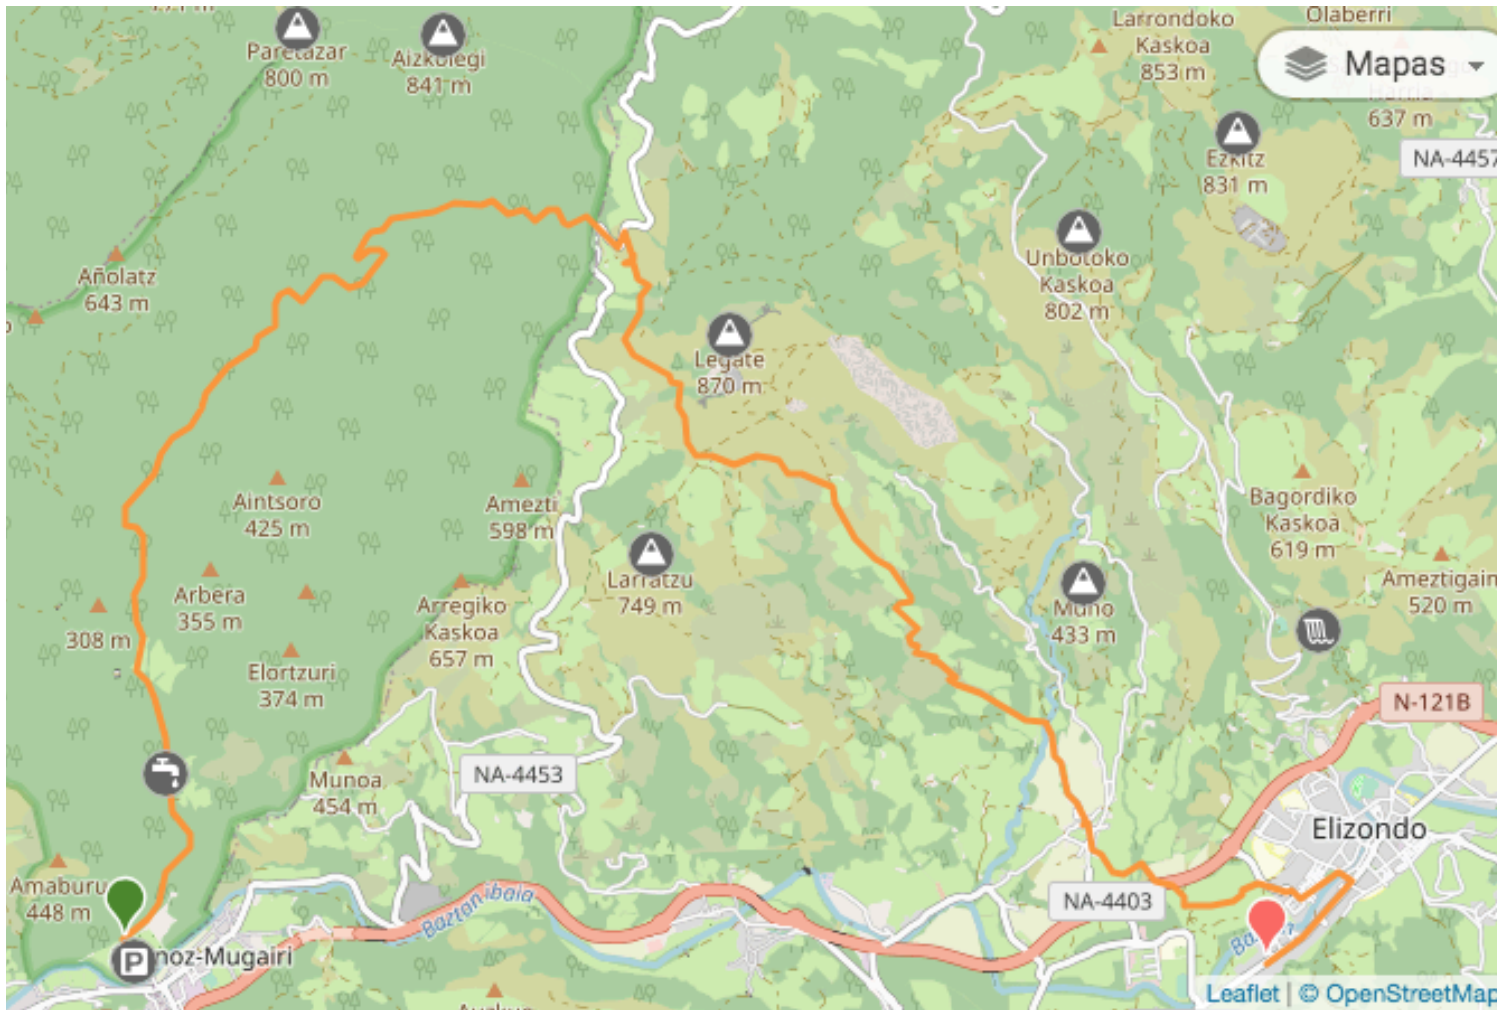 Paretazar
800 m
Aizkolegi
841 m
Larrondoko
Kaskoa
853 m
Olaberri
Mapas
637 m
NA-4457
Ezkitz
831 m
Unbotoko
Kaskoa
802 m
Añolatz
643 m
Legate
870 m
Aintsoro
425 m
Amezti
598 m
Bagordiko
Kaskoa
619 m
Larratzu
749 m
Ameztigain
520 m
Arbera
355 m
308 m
Arregiko
Kaskoa
657 m
Muno
433 m
Elortzuri
374 m
N-121B
NA-4453
Munoa
454 m
Elizondo
Amaburu
448 m
Baztan ibaia
NA-4403
P
noz-Mugairi
Leaflet | © OpenStreetMap